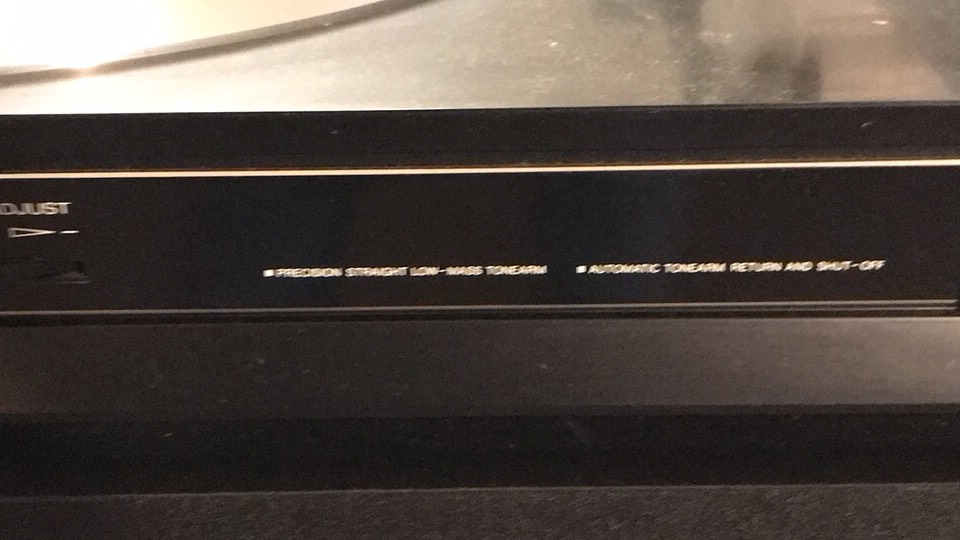 DJUST
■ PRECISION STRAIGHT LOW-MASS TONEARM ■ AUTOMATIC TONEARM RETURN AND SHUT-OFF